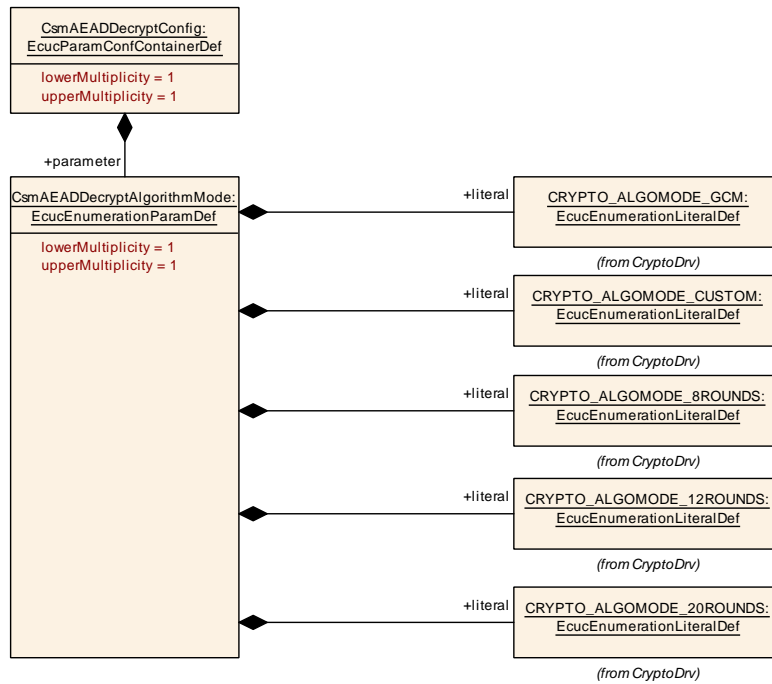 CsmAEADDecryptConfig:
EcucParamConfContainerDef
lowerMultiplicity = 1
upperMultiplicity = 1
+parameter
CsmAEADDecryptAlgorithmMode:
EcucEnumerationParamDef
lowerMultiplicity = 1
upperMultiplicity = 1
+literal
CRYPTO_ALGOMODE_GCM:
EcucEnumerationLiteralDef
(from CryptoDrv)
+literal
CRYPTO_ALGOMODE_CUSTOM:
EcucEnumerationLiteralDef
(from CryptoDrv)
+literal
CRYPTO_ALGOMODE_8ROUNDS:
EcucEnumerationLiteralDef
(from CryptoDrv)
+literal
CRYPTO_ALGOMODE_12ROUNDS:
EcucEnumerationLiteralDef
(from CryptoDrv)
+literal
CRYPTO_ALGOMODE_20ROUNDS:
EcucEnumerationLiteralDef
(from CryptoDrv)